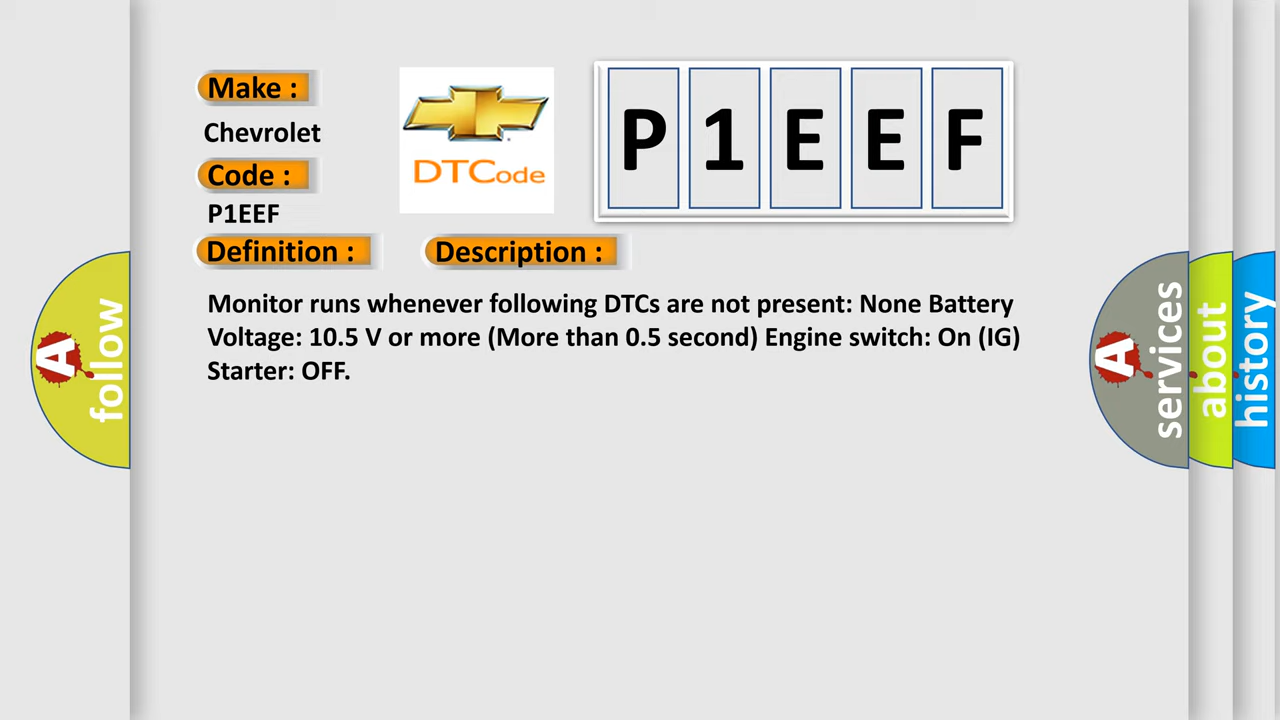 Make :
Chevrolet
Code :
P1EEF
Definition :
Description :
DTCode
P1EEF
Monitor runs whenever following DTCs are not present: None Battery
Voltage: 10.5 V or more (More than 0.5 second) Engine switch: On (IG)
Starter: OFF.
A
follow
A
services
about
history